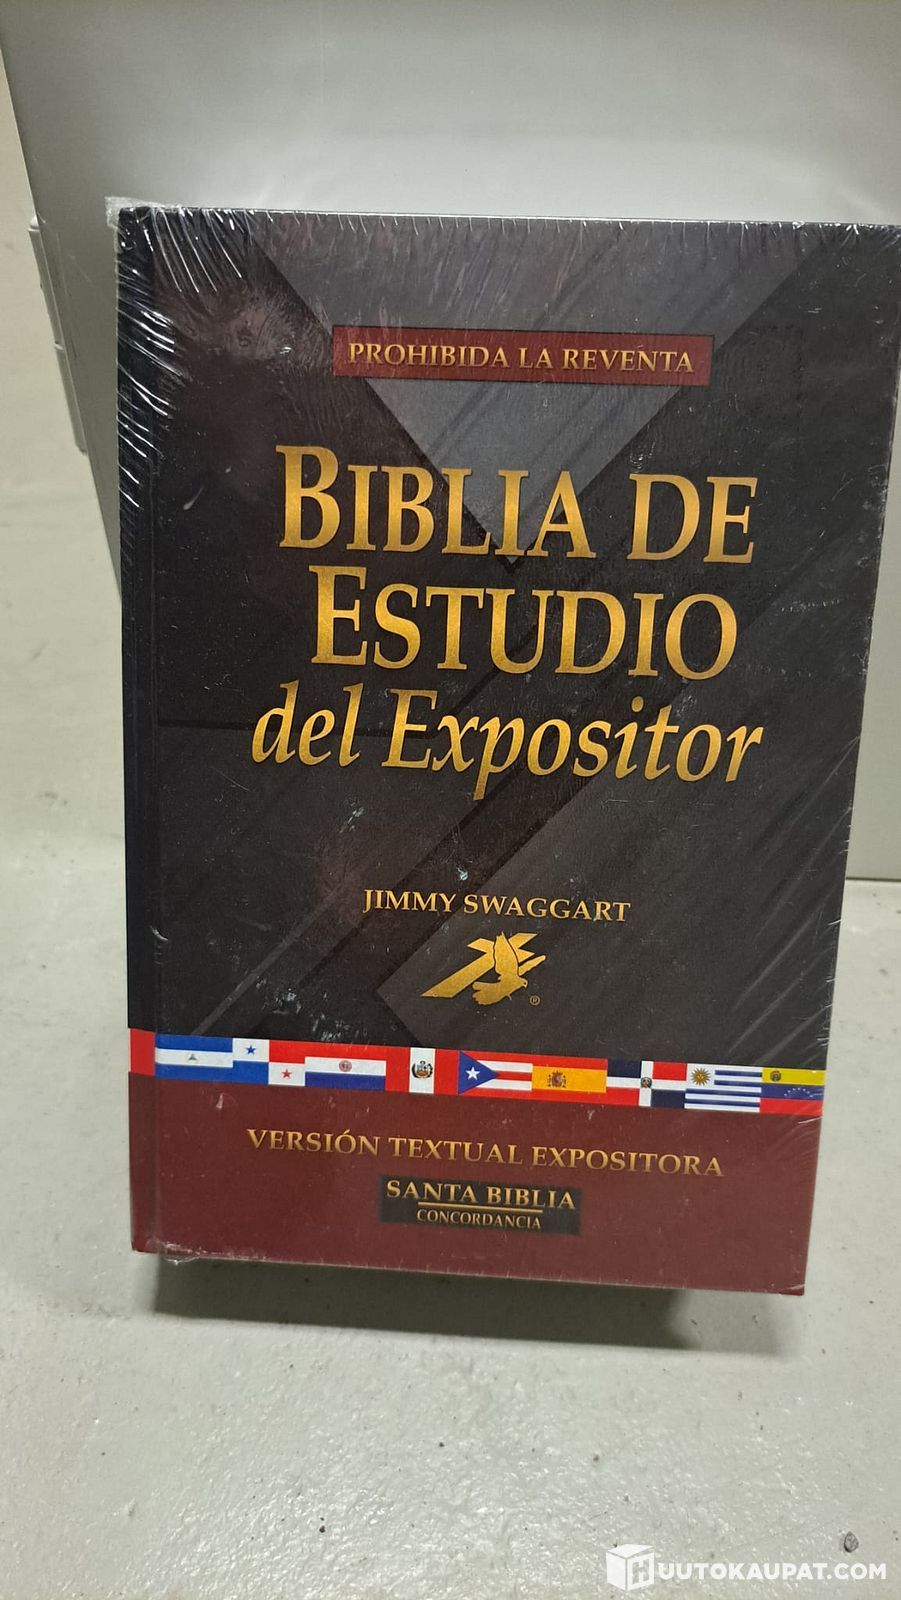 PROHIBIDA LA REVENTA
BIBLIA DE
ESTUDIO
del Expositor
JIMMY SWAGGART
®
VERSIÓN TEXTUAL EXPOSITORA
SANTA BIBLIA
CONCORDANCIA
HUUTOKAUPAT.COM